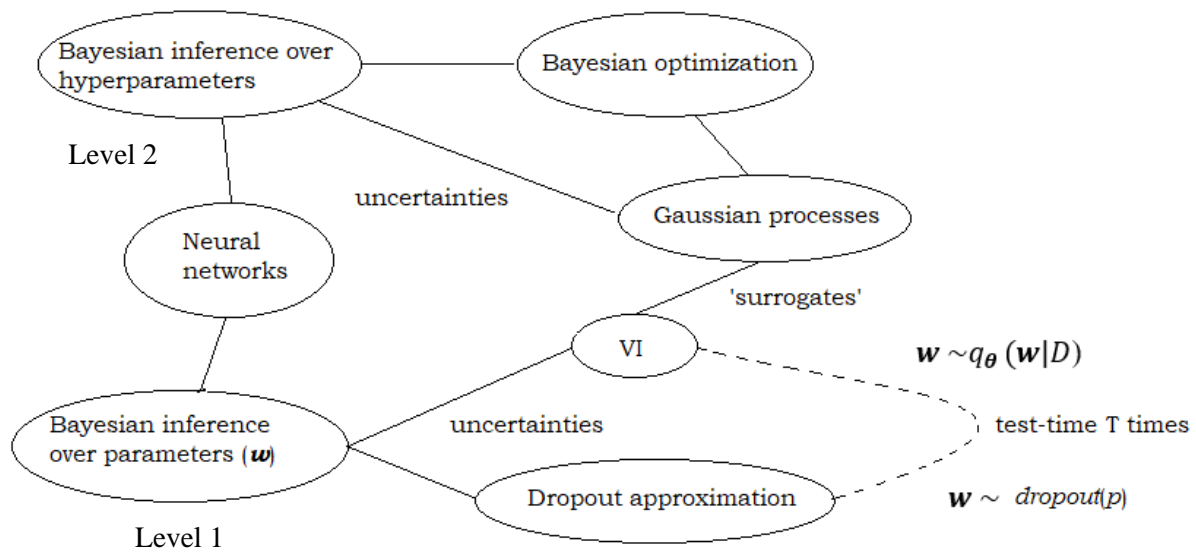 Bayesian inference over
hyperparameters
Bayesian optimization
Level 2
uncertainties
Gaussian processes
Neural
networks
'surrogates'
VI
w ~qθ (w|D)
Bayesian inference
over parameters (w)
uncertainties
test-time T times
Dropout approximation
w ~ dropout(p)
Level 1